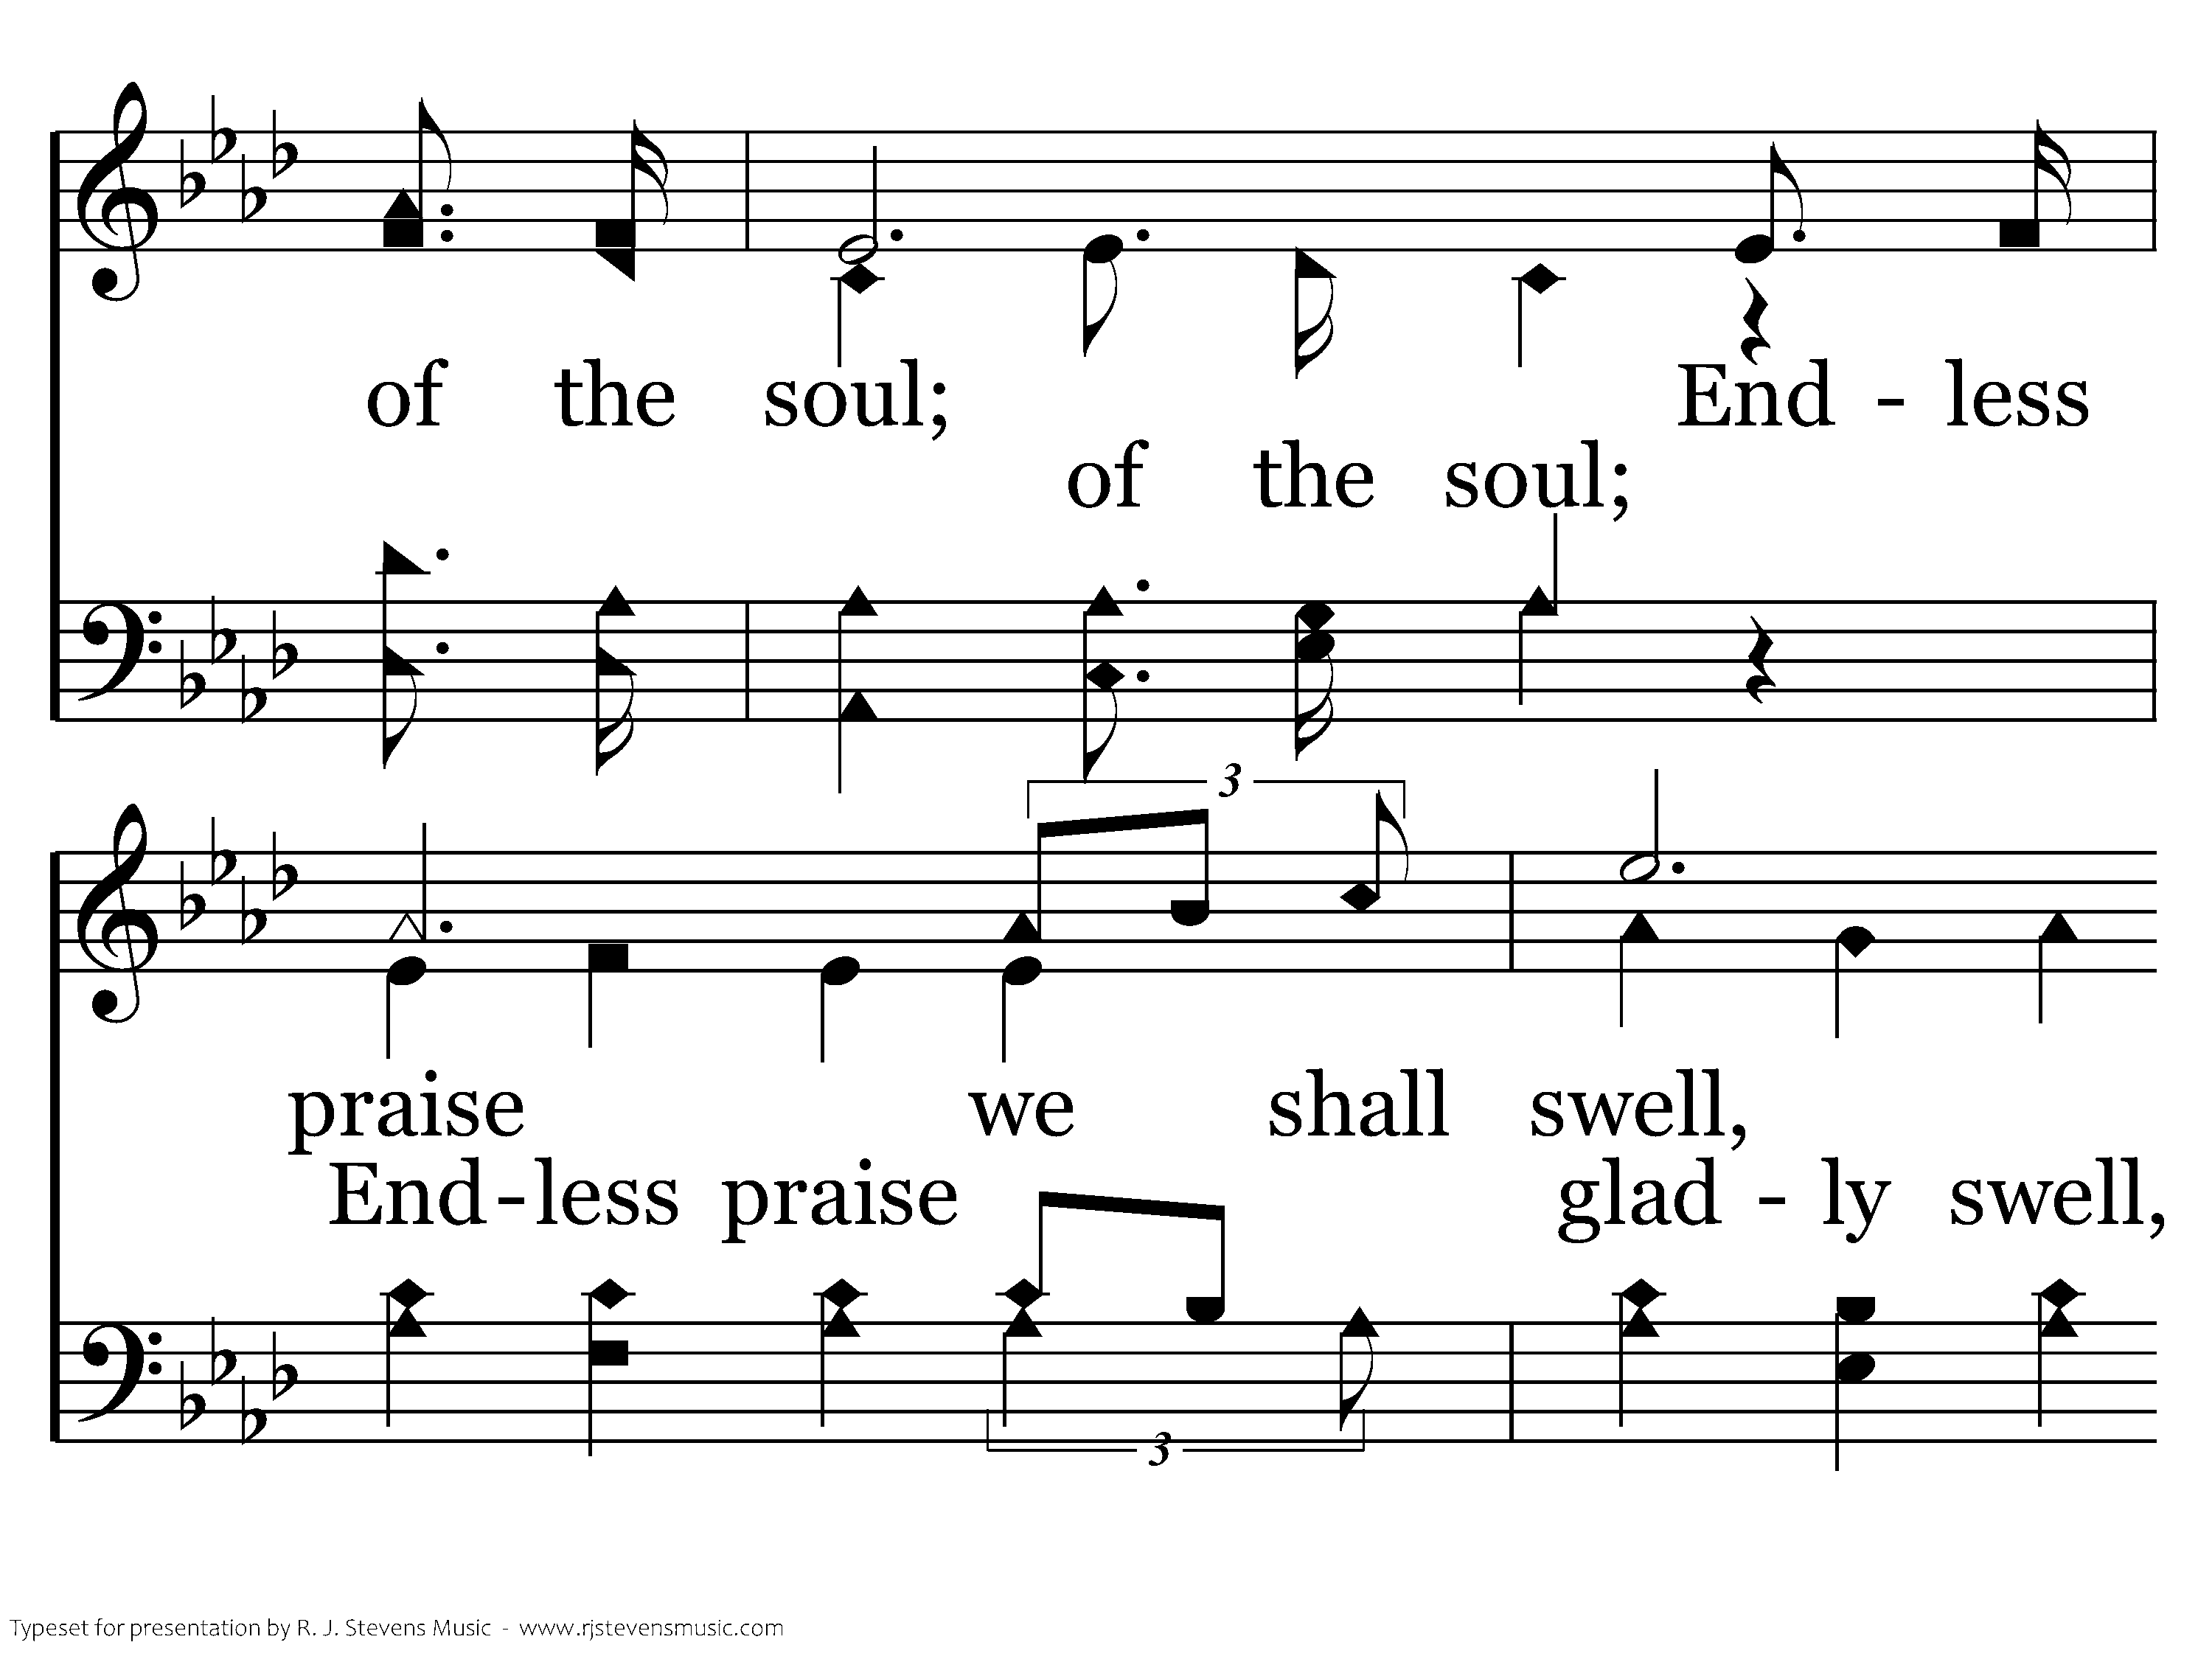 of the soul; End - less
of the soul;
3
praise we shall swell,
End - less praise glad - ly swell,
3
Typeset for presentation by R. J. Stevens Music - www.rjstevensmusic.com